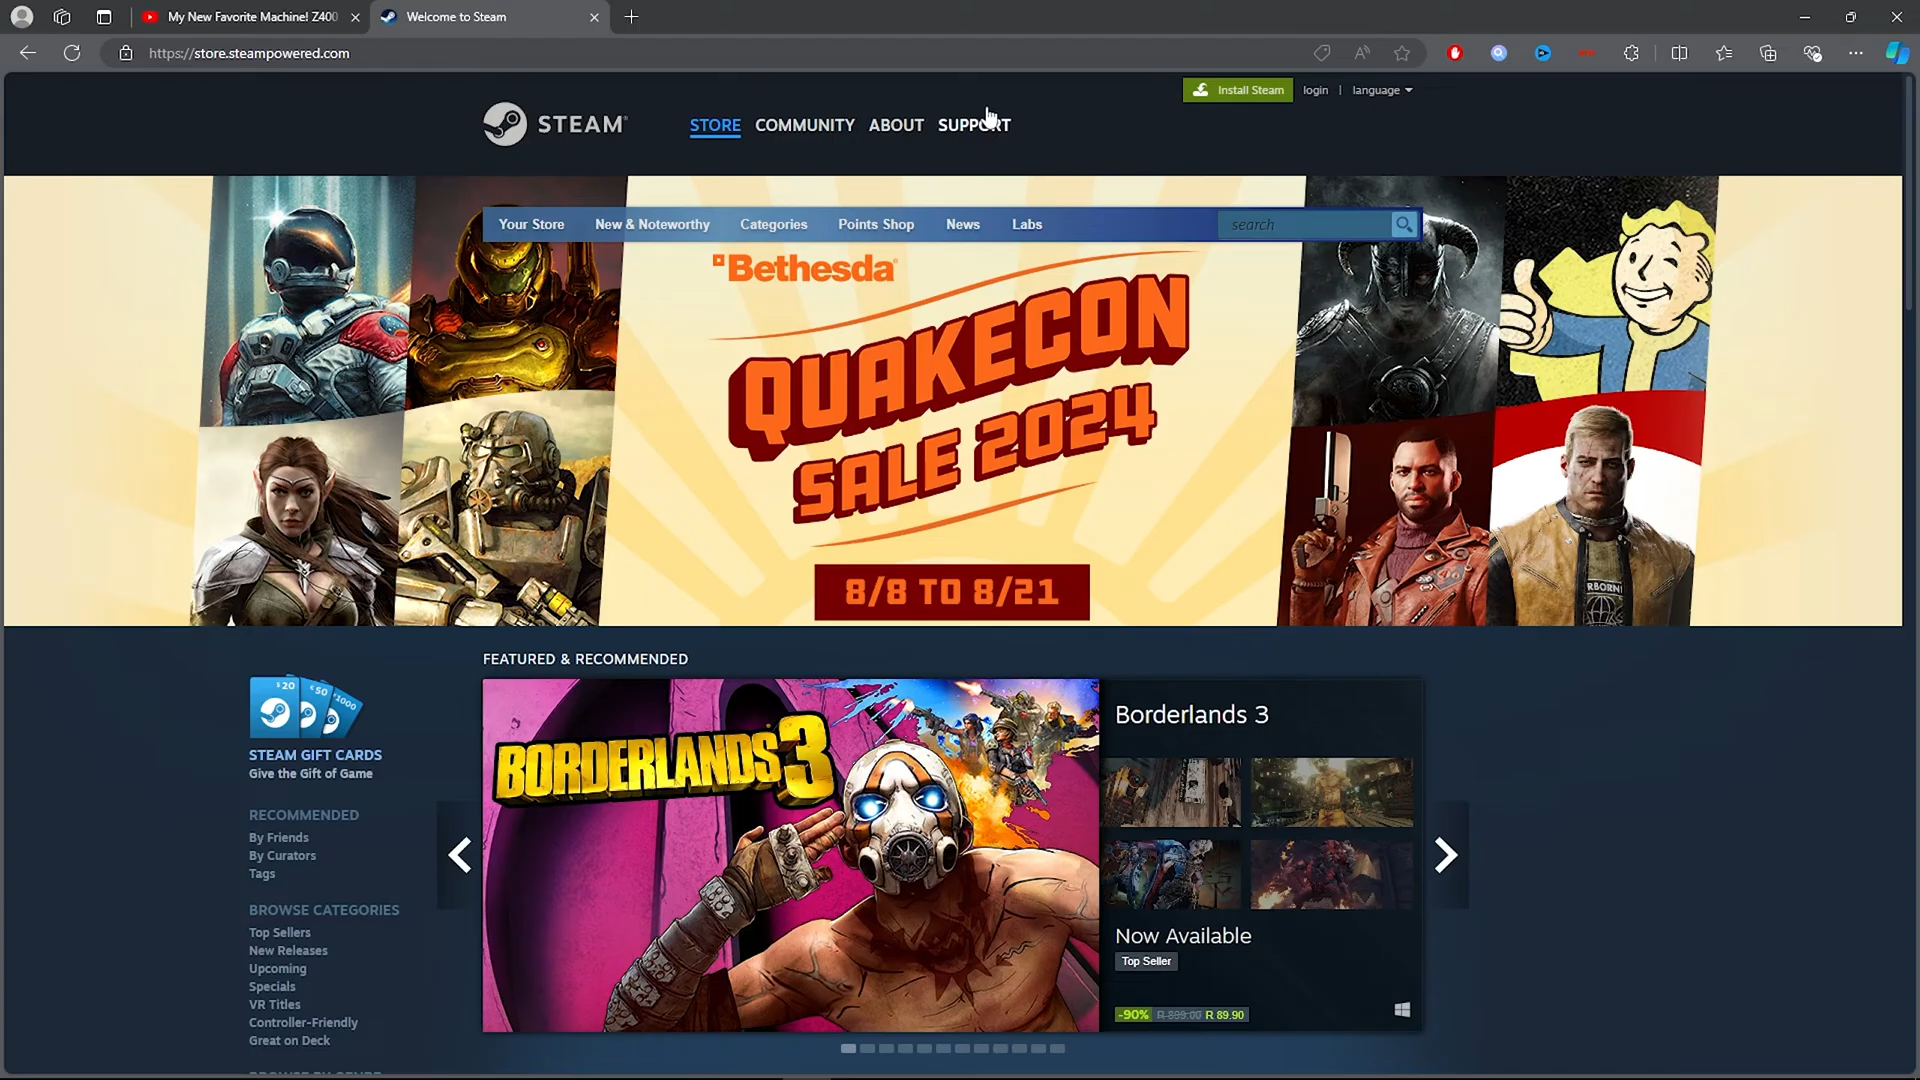 My New Favorite Machine! Z400
Welcome to Steam
https://store.steampowered.com
Install Steam
login | language
STEAM
STORE COMMUNITY ABOUT SUPPORT
Your Store New & Noteworthy Categories Points Shop News Labs
search
Bethesda
QUAKECON
SALE 2024
8/8 TO 8/21
FEATURED & RECOMMENDED
$20
€50
¥1000
STEAM GIFT CARDS
Give the Gift of Game
RECOMMENDED
By Friends
By Curators
Tags
BROWSE CATEGORIES
Top Sellers
New Releases
Upcoming
Specials
VR Titles
Controller-Friendly
Great on Deck
BORDERLANDS 3
Borderlands 3
Now Available
Top Seller
-90% R 899.00 R 89.90